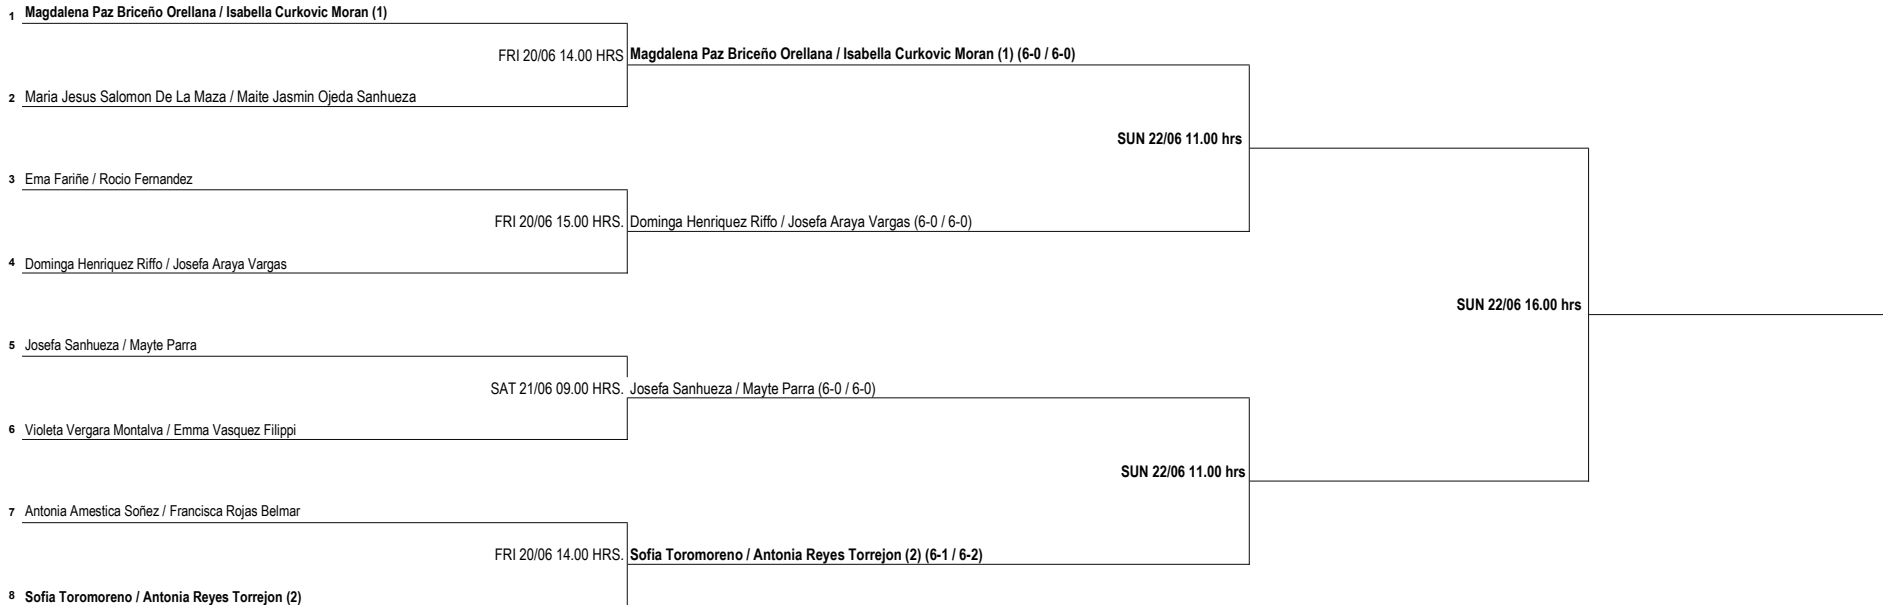 1 Magdalena Paz Briceño Orellana / Isabella Curkovic Moran (1)
FRI 20/06 14.00 HRS Magdalena Paz Briceño Orellana / Isabella Curkovic Moran (1) (6-0 / 6-0)
2 Maria Jesus Salomon De La Maza / Maite Jasmin Ojeda Sanhueza
SUN 22/06 11.00 hrs
3 Ema Fariñe / Rocio Fernandez
FRI 20/06 15.00 HRS. Dominga Henriquez Riffo / Josefa Araya Vargas (6-0 / 6-0)
4 Dominga Henriquez Riffo / Josefa Araya Vargas
SUN 22/06 16.00 hrs
5 Josefa Sanhueza / Mayte Parra
SAT 21/06 09.00 HRS. Josefa Sanhueza / Mayte Parra (6-0 / 6-0)
6 Violeta Vergara Montalva / Emma Vasquez Filippi
SUN 22/06 11.00 hrs
7 Antonia Amestica Soñez / Francisca Rojas Belmar
FRI 20/06 14.00 HRS. Sofia Toromoreno / Antonia Reyes Torrejon (2) (6-1 / 6-2)
8 Sofia Toromoreno / Antonia Reyes Torrejon (2)